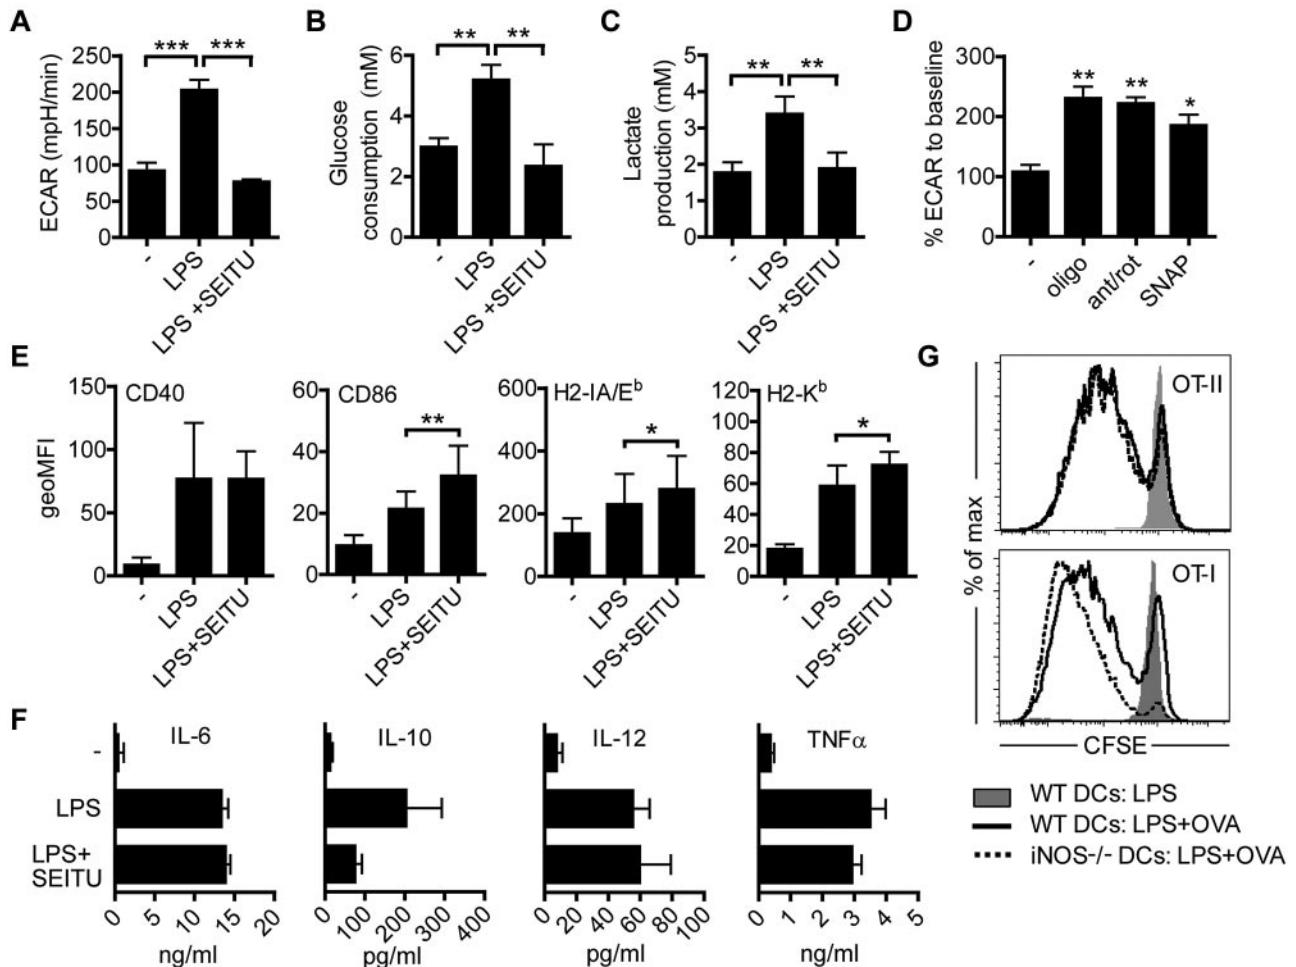 A
ECAR (mpH/min)
250
200
150
100
50
0
*** ***
-
LPS
LPS +SEITU
B
Glucose
consumption (mM)
6
4
2
0
** **
-
LPS
LPS +SEITU
C
Lactate
production (mM)
5
4
3
2
1
0
** **
-
LPS
LPS +SEITU
D
% ECAR to baseline
300
200
100
0
** ** *
-
oligo
ant/rot
SNAP
E
geoMFI
CD40
150
100
50
0
-
LPS
LPS+SEITU
CD86
60
40
20
0
**
-
LPS
LPS+SEITU
H2-IA/Eᵇ
600
400
200
0
*
-
LPS
LPS+SEITU
H2-Kᵇ
120
100
80
60
40
20
0
*
-
LPS
LPS+SEITU
F
-
LPS
LPS+
SEITU
IL-6
0 5 10 15 20
ng/ml
IL-10
0 100 200 300 400
pg/ml
IL-12
0 20 40 60 80 100
pg/ml
TNFα
0 1 2 3 4 5
ng/ml
G
% of max
OT-II
OT-I
CFSE
WT DCs: LPS
WT DCs: LPS+OVA
iNOS-/- DCs: LPS+OVA